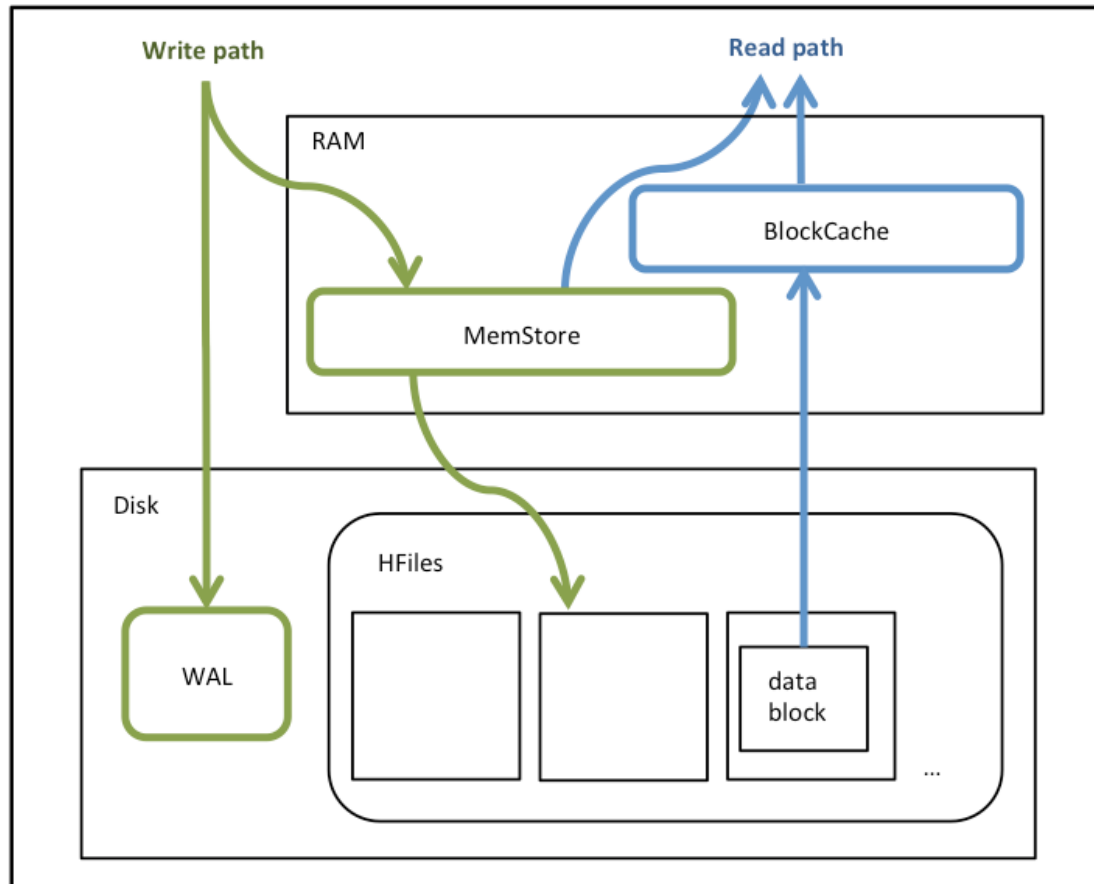 Write path
Read path
RAM
BlockCache
MemStore
Disk
HFiles
WAL
data
block
...